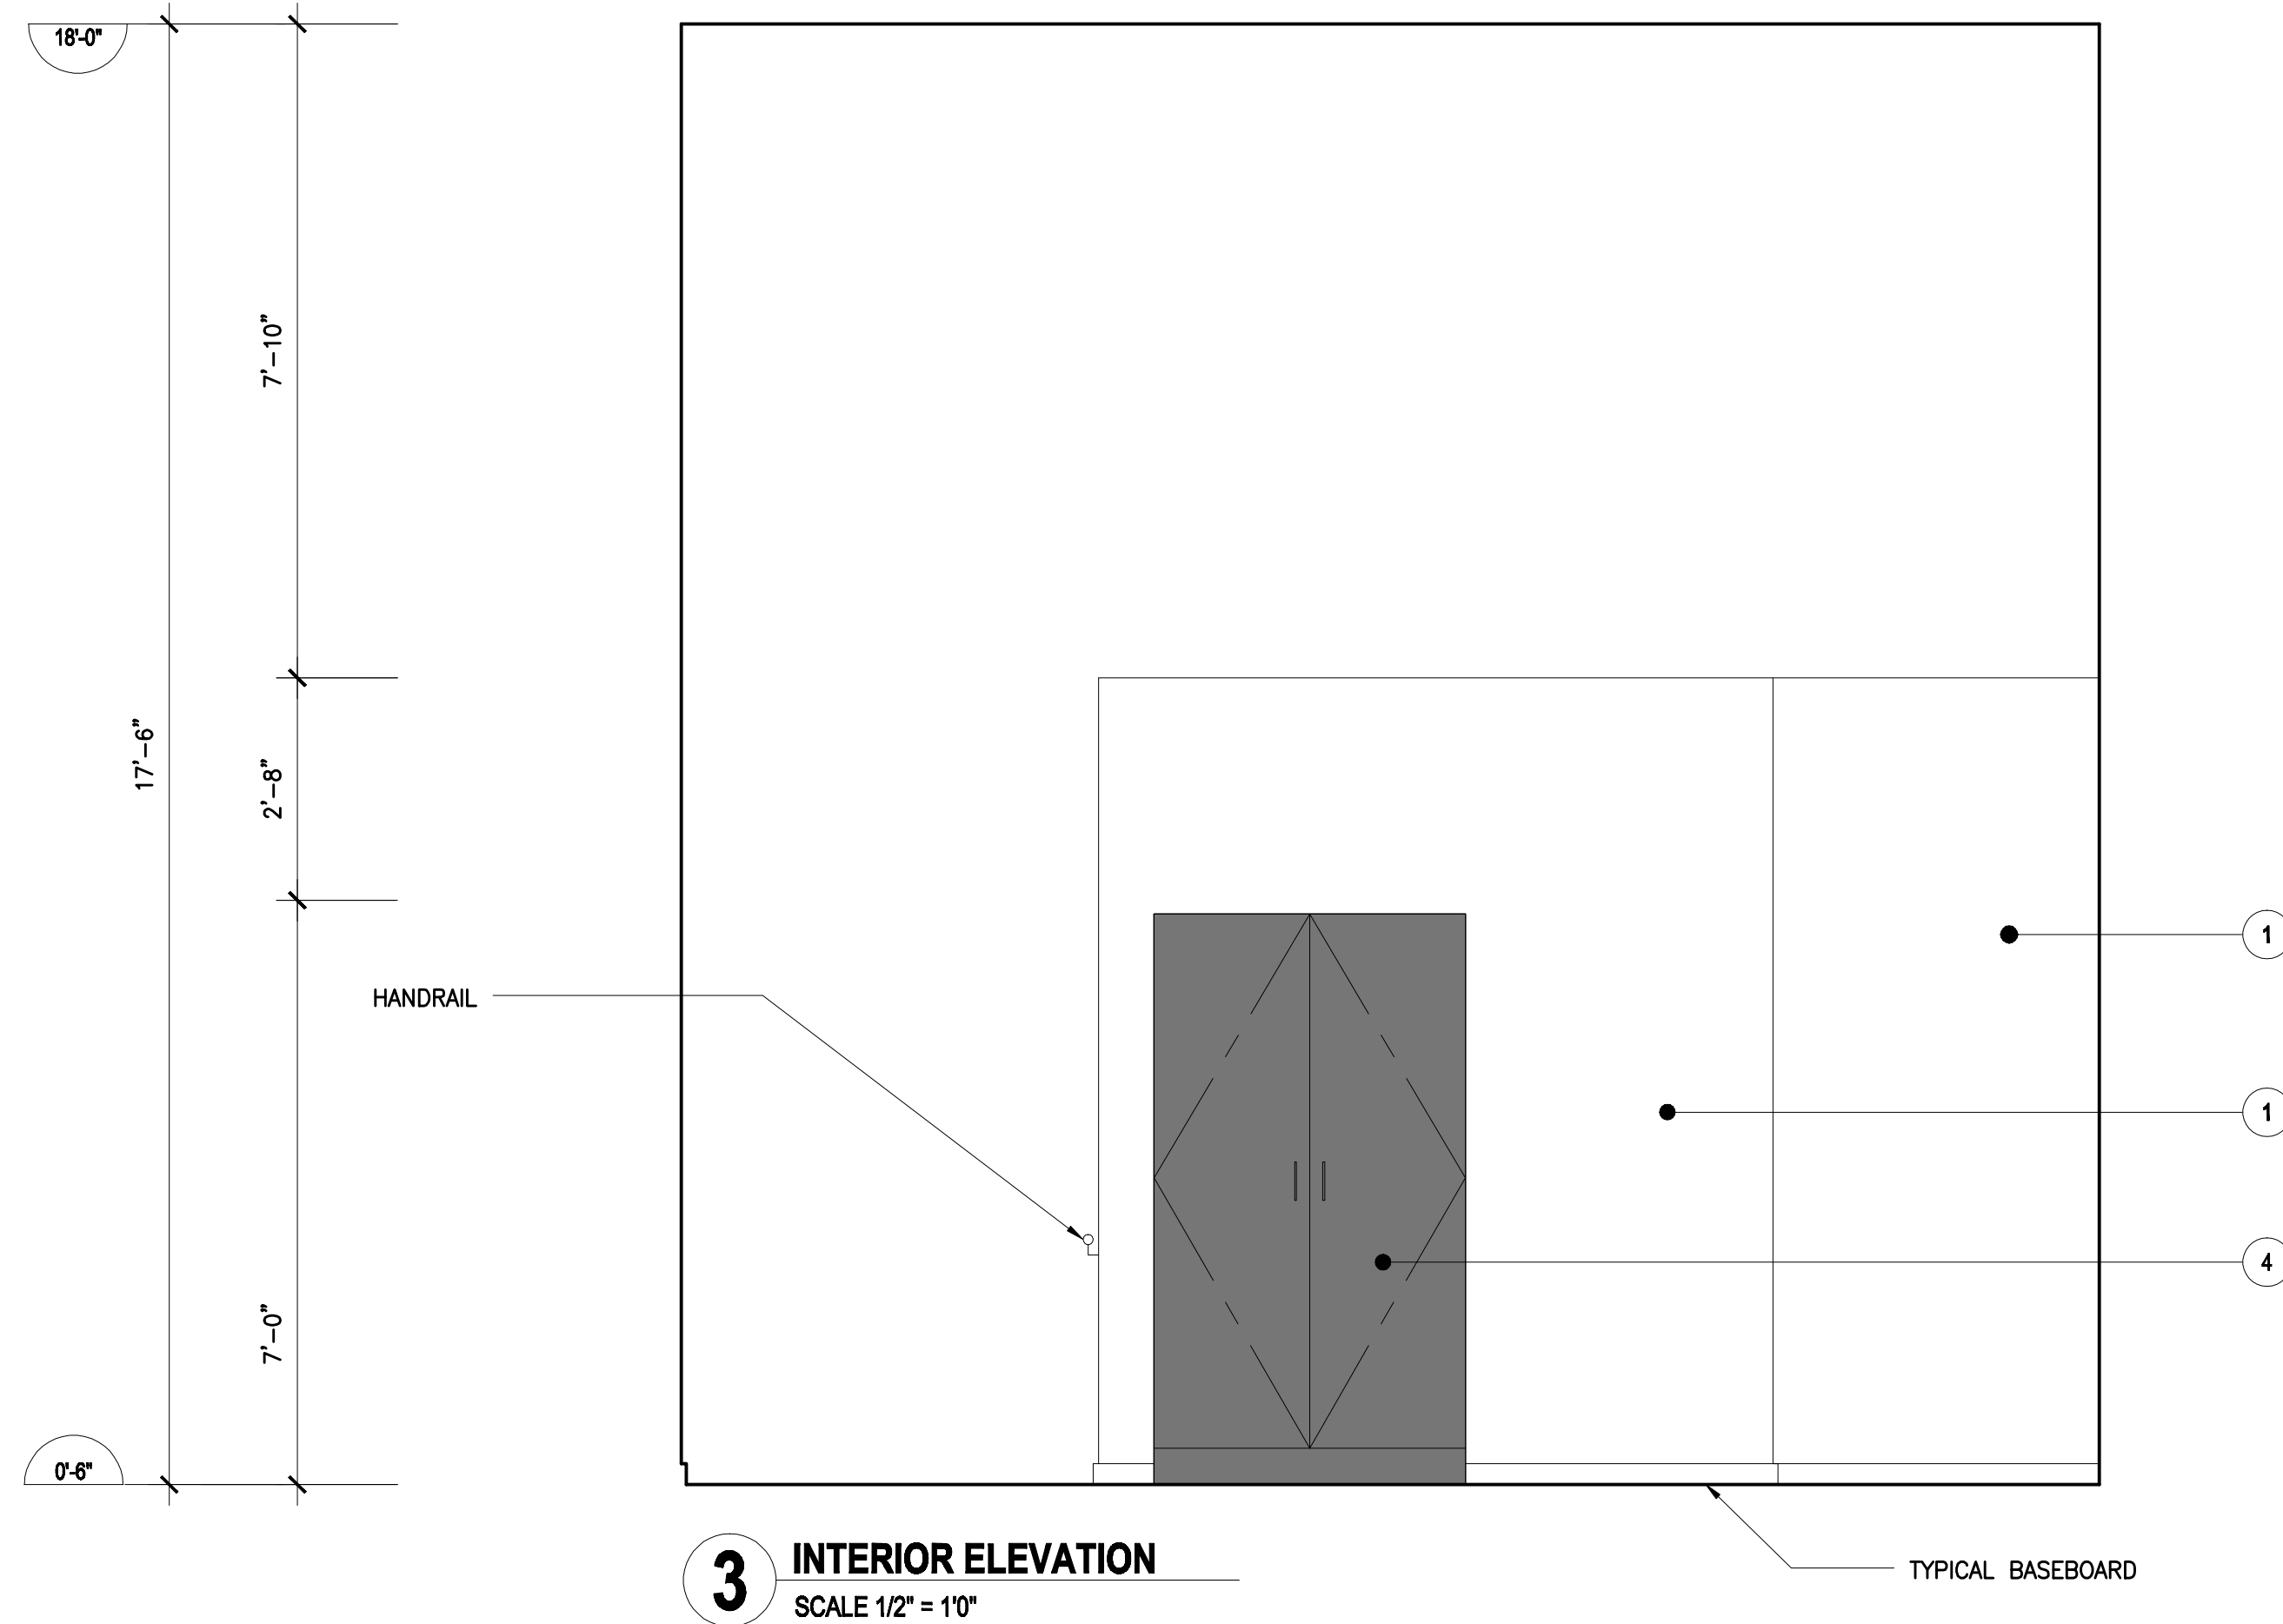 18'-0"
7'-10"
17'-6"
2'-8"
HANDRAIL
1
1
4
7'-0"
0'-6"
3
INTERIOR ELEVATION
SCALE 1/2" = 1'0"
TYPICAL BASEBOARD